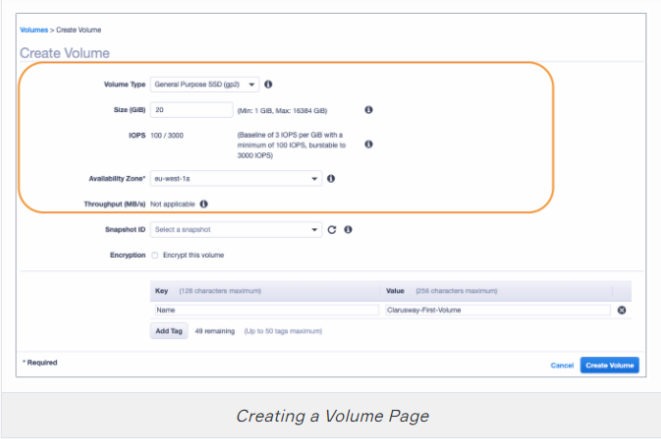 Volumes > Create Volume
Create Volume
Volume Type General Purpose SSD (gp2)
Size (GiB) 20 (Min: 1 GiB, Max: 16384 GiB)
IOPS 100 / 3000 (Baseline of 3 IOPS per GiB with a
minimum of 100 IOPS, burstable to
3000 IOPS)
Availability Zone* eu-west-1a
Throughput (MB/s) Not applicable
Snapshot ID Select a snapshot
Encryption Encrypt this volume
Key (128 characters maximum) Value (256 characters maximum)
Name Clarusway-First-Volume
Add Tag 49 remaining (Up to 50 tags maximum)
* Required Cancel Create Volume
Creating a Volume Page